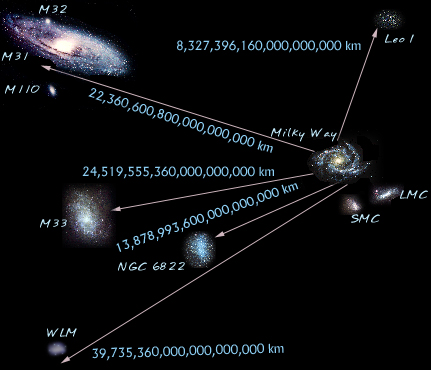 M32
Leo I
8,327,396,160,000,000,000 km
M31
M110
22,360,600,800,000,000,000 km
Milky Way
24,519,555,360,000,000,000 km
LMC
SMC
M33
13,878,993,600,000,000,000 km
NGC 6822
WLM
39,735,360,000,000,000,000 km